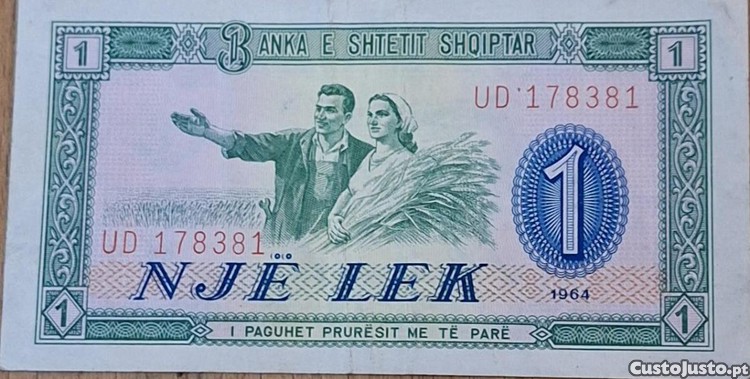 1 BANKA E SHTETIT SHQIPTAR 1
UD 178381
1
UD 178381
NJË LEK
1964
1 I PAGUHET PRURËSIT ME TË PARË 1
CustoJusto.pt